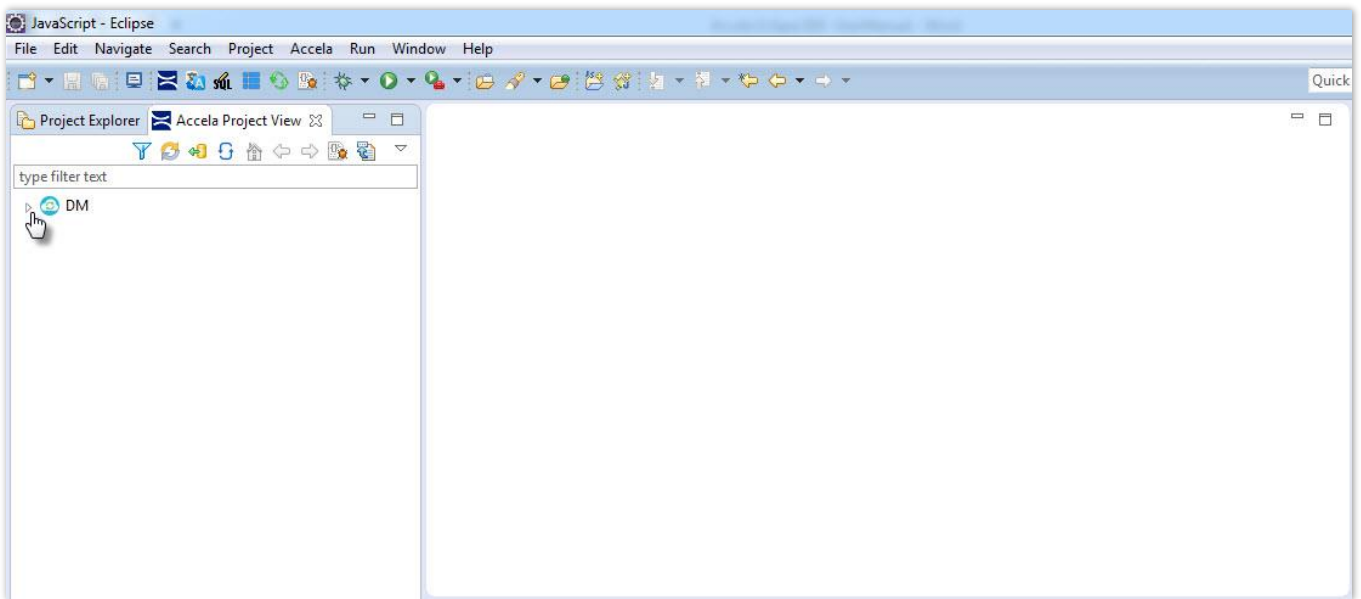 JavaScript - Eclipse
File Edit Navigate Search Project Accela Run Window Help
SQL
Quick
Project Explorer Accela Project View
type filter text
DM